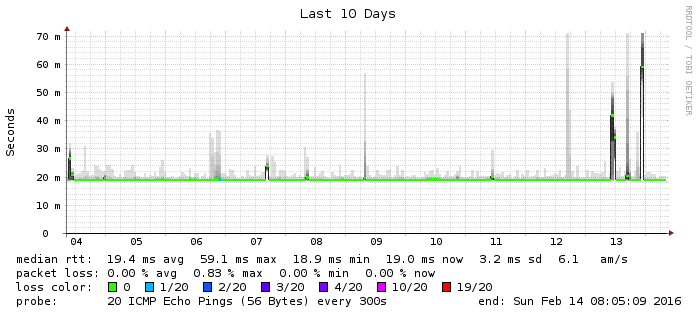 Last 10 Days
RRDTOOL / TOBI OETIKER
Seconds
70 m
60 m
50 m
40 m
30 m
20 m
10 m
0
04 05 06 07 08 09 10 11 12 13
median rtt: 19.4 ms avg 59.1 ms max 18.9 ms min 19.0 ms now 3.2 ms sd 6.1 am/s
packet loss: 0.00 % avg 0.83 % max 0.00 % min 0.00 % now
loss color: 0 1/20 2/20 3/20 4/20 10/20 19/20
probe: 20 ICMP Echo Pings (56 Bytes) every 300s end: Sun Feb 14 08:05:09 2016